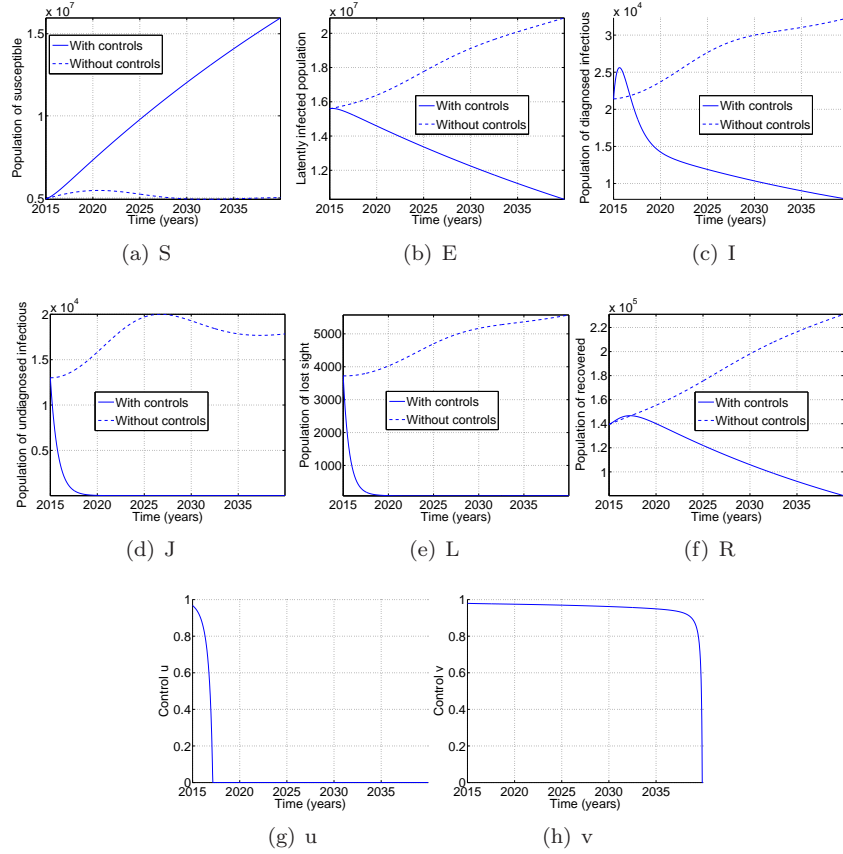 x 10^7
Population of susceptible
1.5
1
0.5
With controls
Without controls
2015 2020 2025 2030 2035
Time (years)
(a) S
x 10^7
Latently infected population
2
1.8
1.6
1.4
1.2
With controls
Without controls
2015 2020 2025 2030 2035
Time (years)
(b) E
x 10^4
Population of diagnosed infectious
3
2.5
2
1.5
1
With controls
Without controls
2015 2020 2025 2030 2035
Time (years)
(c) I
x 10^4
Population of undiagnosed infectious
2
1.5
1
0.5
With controls
Without controls
2015 2020 2025 2030 2035
Time (years)
(d) J
Population of lost sight
5000
4000
3000
2000
1000
With controls
Without controls
2015 2020 2025 2030 2035
Time (years)
(e) L
x 10^5
Population of recovered
2.2
2
1.8
1.6
1.4
1.2
1
With controls
Without controls
2015 2020 2025 2030 2035
Time (years)
(f) R
Control u
1
0.8
0.6
0.4
0.2
0
2015 2020 2025 2030 2035
Time (years)
(g) u
Control v
1
0.8
0.6
0.4
0.2
0
2015 2020 2025 2030 2035
Time (years)
(h) v